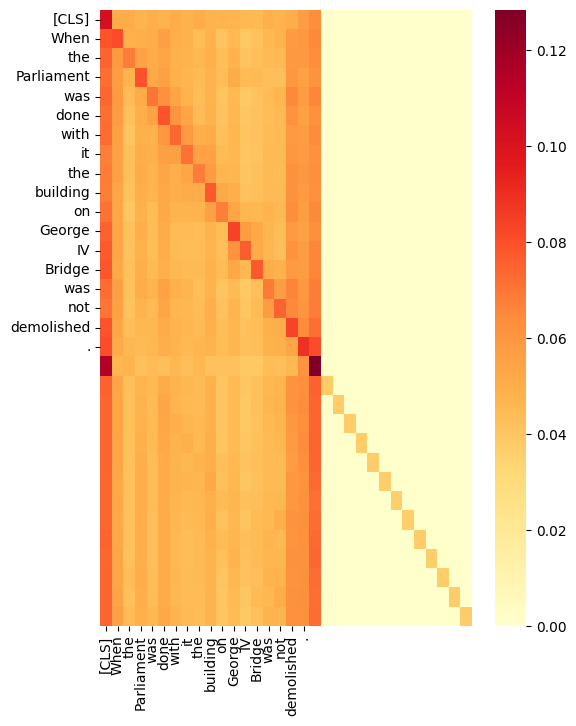 [CLS]
When
the
Parliament
was
done
with
it
the
building
on
George
IV
Bridge
was
not
demolished
.
[CLS]
When
the
Parliament
was
done
with
it
the
building
on
George
IV
Bridge
was
not
demolished
.
0.12
0.10
0.08
0.06
0.04
0.02
0.00